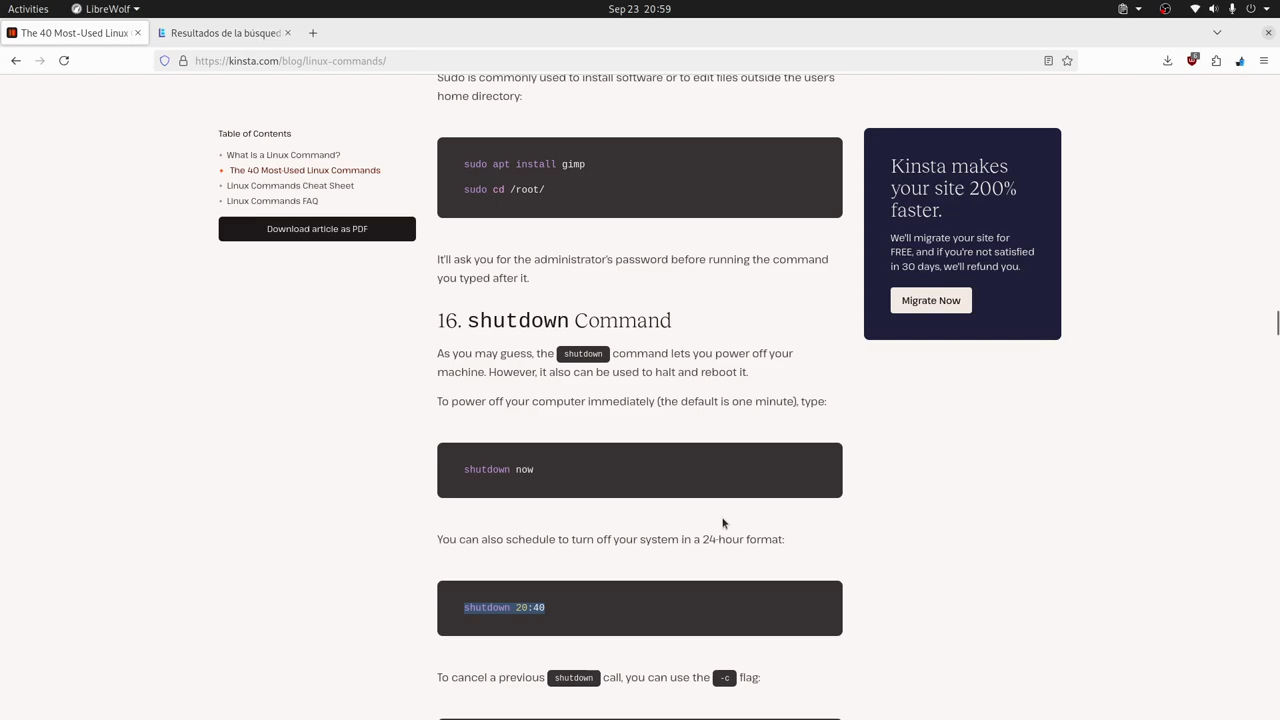 Activities
LibreWolf
Sep 23 20:59
The 40 Most-Used Linux
Resultados de la búsqued
https://kinsta.com/blog/linux-commands/
6
Sudo is commonly used to install software or to edit files outside the user's
home directory:
Table of Contents
What Is a Linux Command?
The 40 Most-Used Linux Commands
Linux Commands Cheat Sheet
Linux Commands FAQ
Download article as PDF
sudo apt install gimp
sudo cd /root/
It'll ask you for the administrator's password before running the command
you typed after it.
16. shutdown Command
As you may guess, the shutdown command lets you power off your
machine. However, it also can be used to halt and reboot it.
To power off your computer immediately (the default is one minute), type:
shutdown now
You can also schedule to turn off your system in a 24-hour format:
shutdown 20:40
To cancel a previous shutdown call, you can use the -c flag:
Kinsta makes
your site 200%
faster.
We'll migrate your site for
FREE, and if you're not satisfied
in 30 days, we'll refund you.
Migrate Now